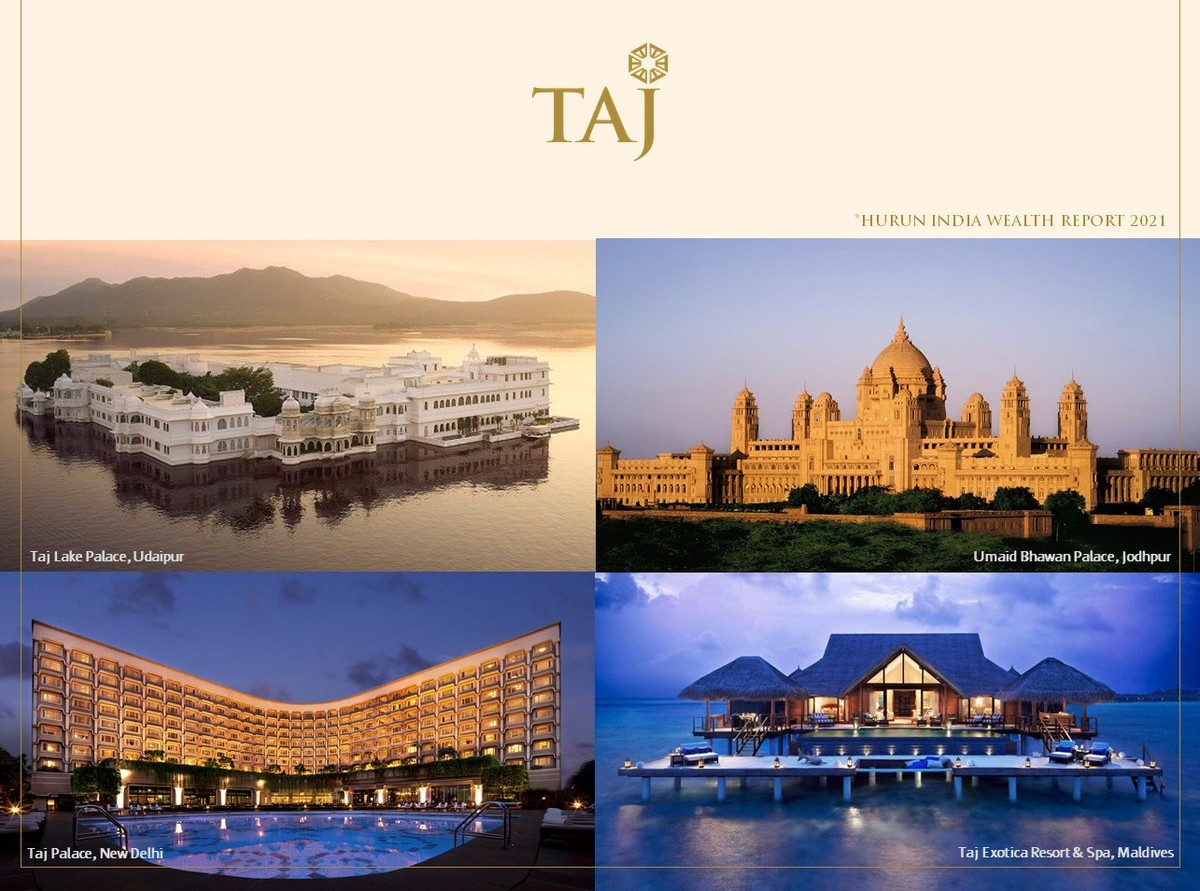 TAJ
*HURUN INDIA WEALTH REPORT 2021
Taj Lake Palace, Udaipur
Umaid Bhawan Palace, Jodhpur
Taj Palace, New Delhi
Taj Exotica Resort & Spa, Maldives